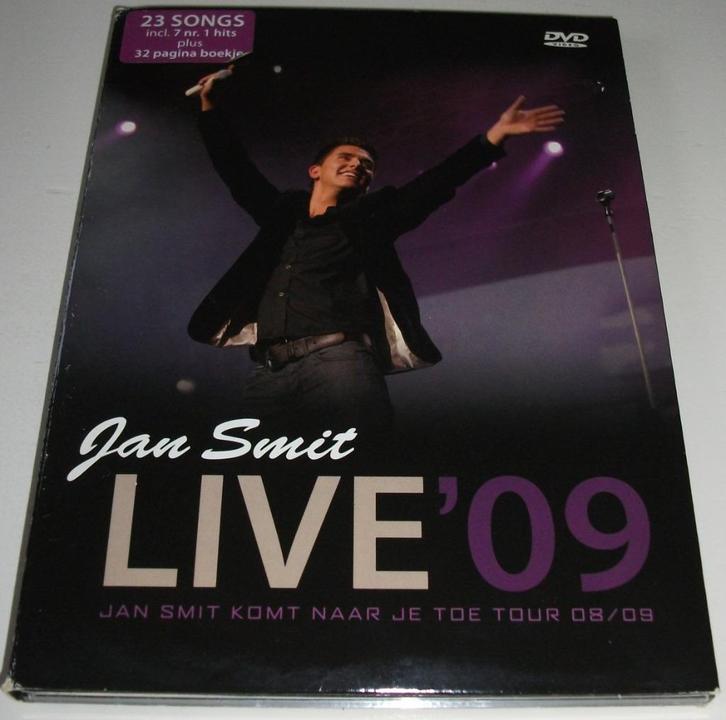 23 SONGS
incl. 7 nr. 1 hits
plus
32 pagina boekje
DVD
VIDEO
Jan Smit
LIVE '09
JAN SMIT KOMT NAAR JE TOE TOUR 08/09